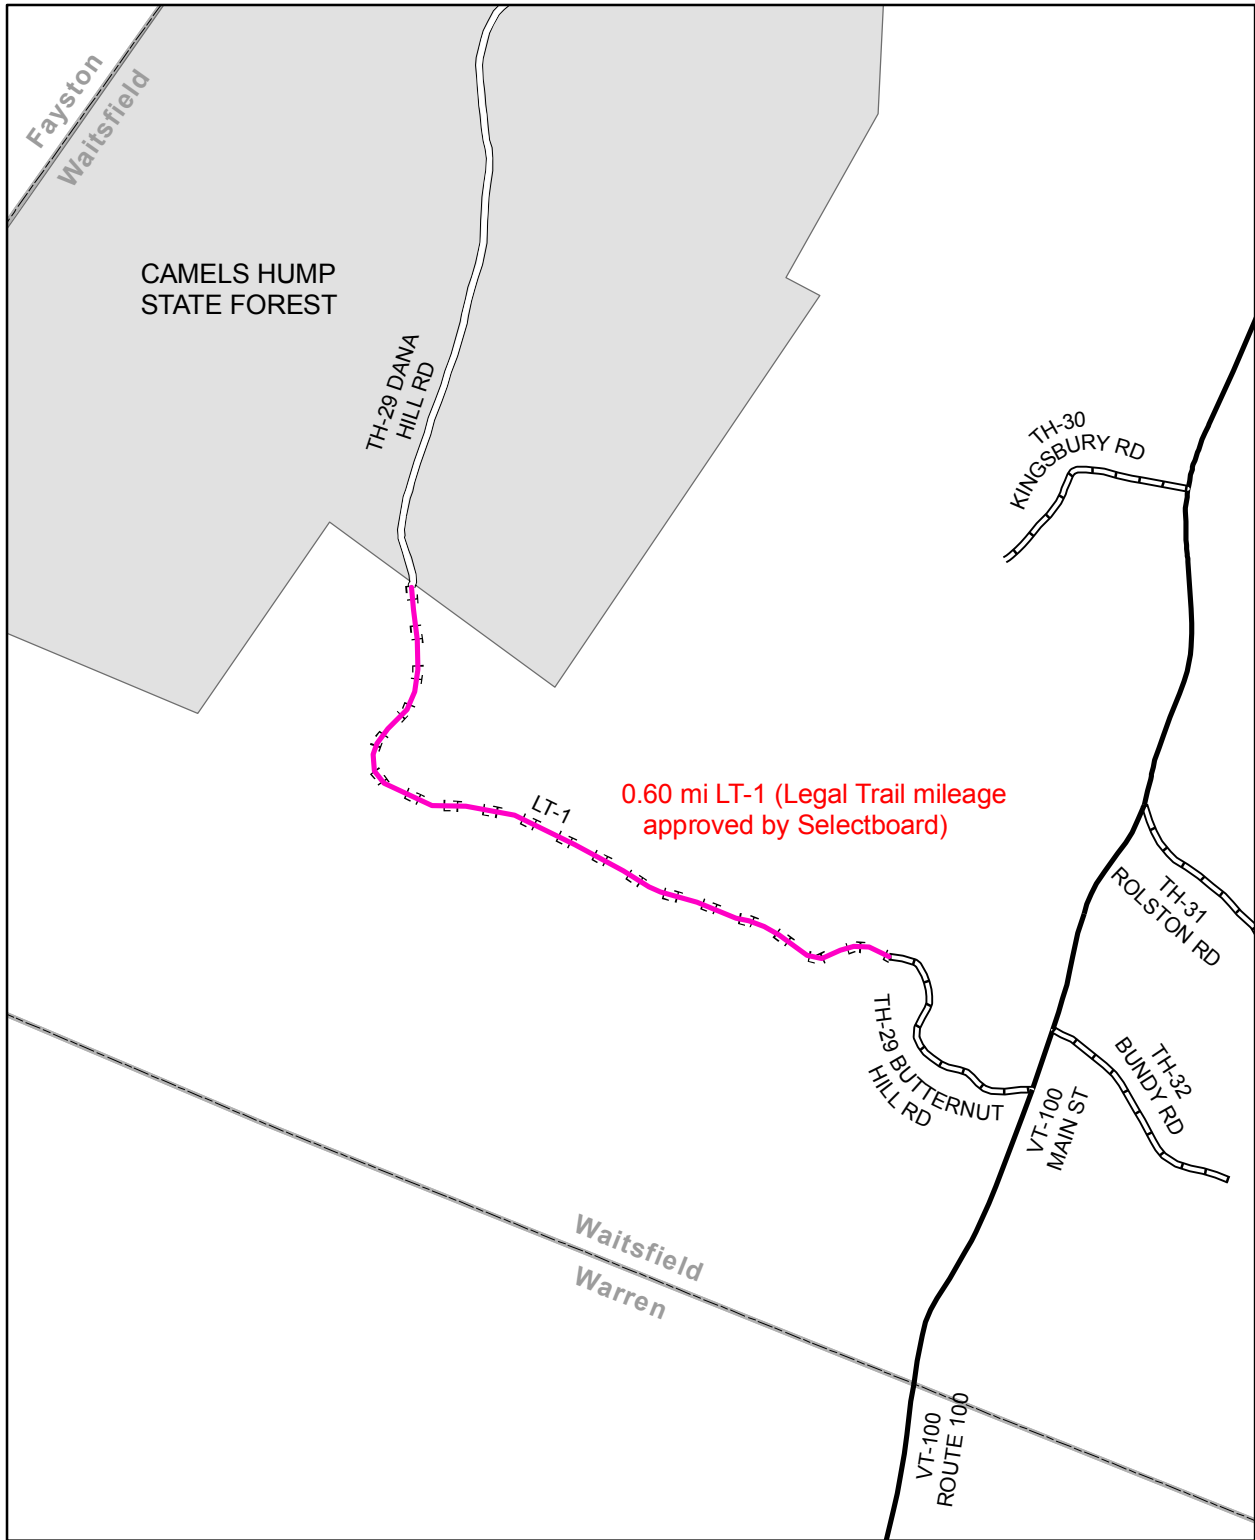 Fayston
Waitsfield
CAMELS HUMP
STATE FOREST
TH-29 DANA
HILL RD
TH-30
KINGSBURY RD
LT-1
0.60 mi LT-1 (Legal Trail mileage
approved by Selectboard)
TH-31
ROLSTON RD
TH-29 BUTTERNUT
HILL RD
VT-100
MAIN ST
TH-32
BUNDY RD
Waitsfield
Warren
VT-100
ROUTE 100